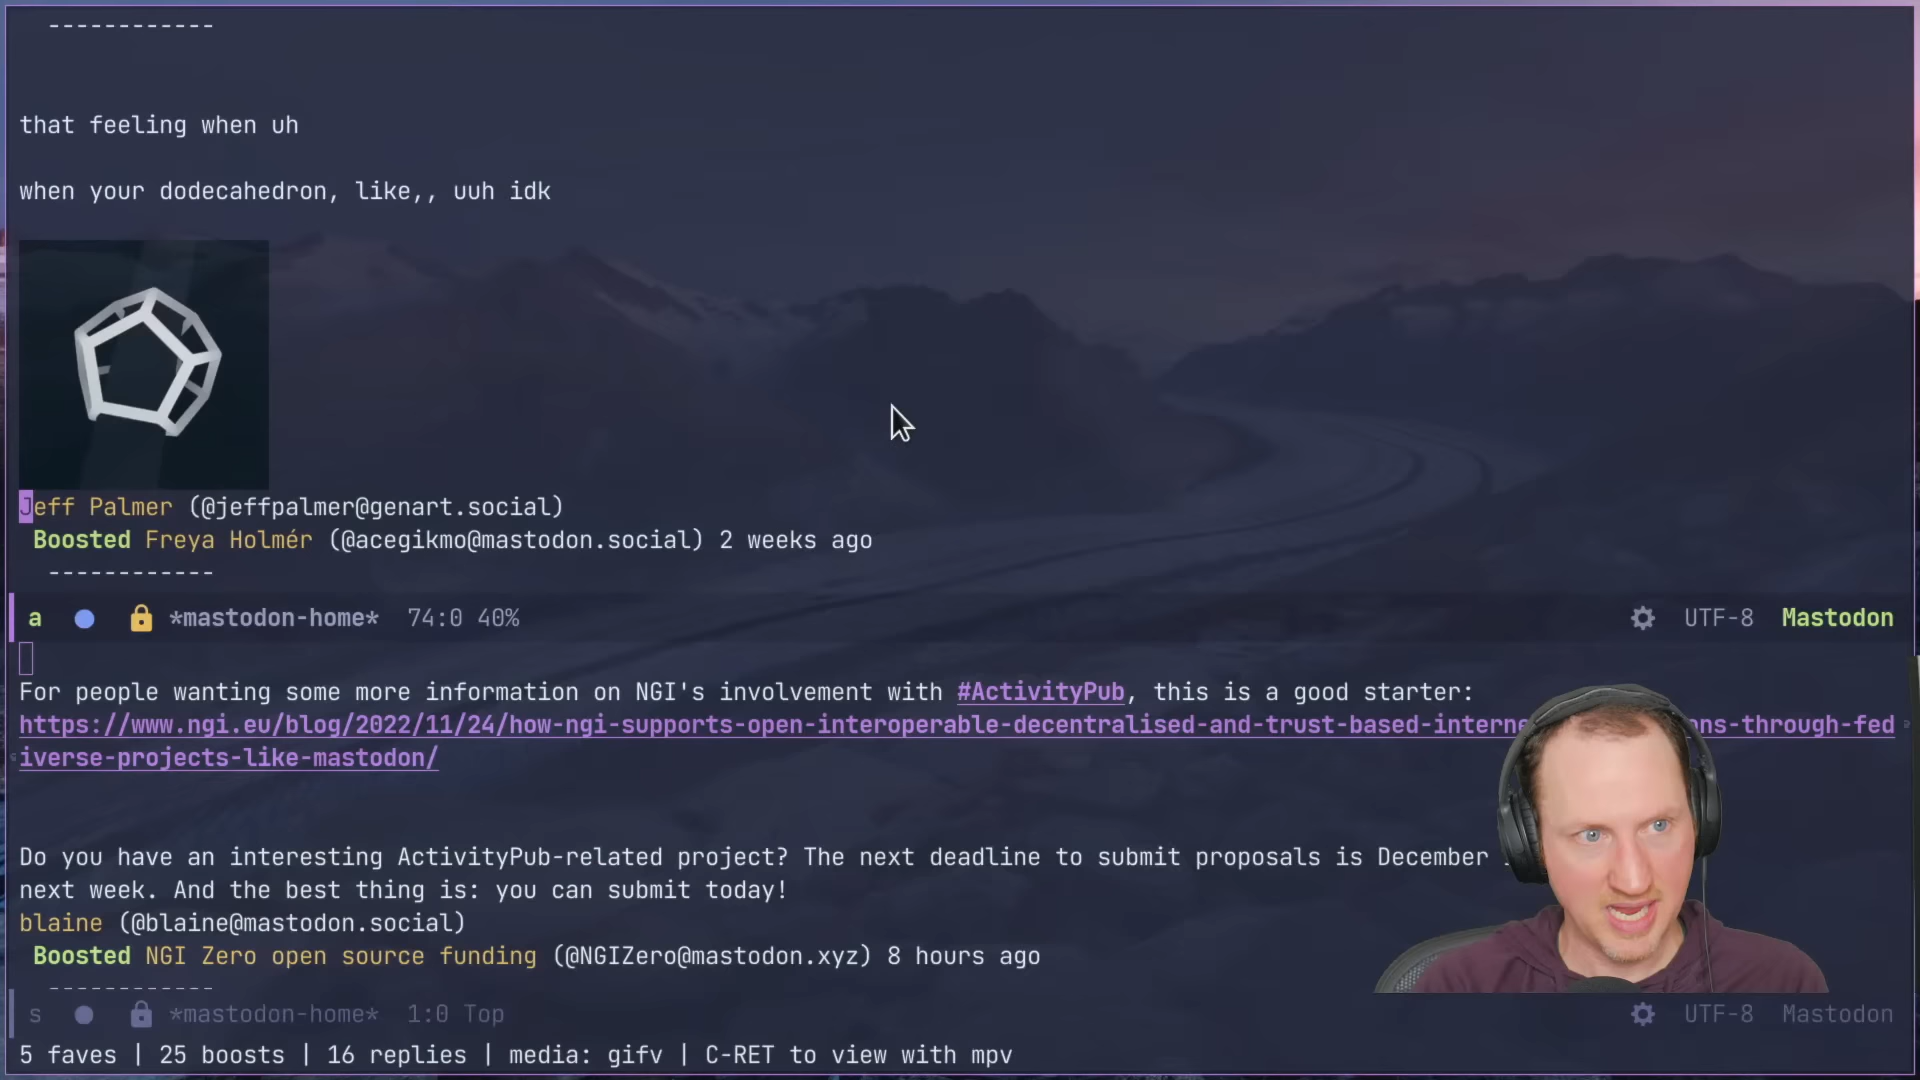 ------------
that feeling when uh
when your dodecahedron, like,, uuh idk
Jeff Palmer (@jeffpalmer@genart.social)
Boosted Freya Holmér (@acegikmo@mastodon.social) 2 weeks ago
------------
a *mastodon-home* 74:0 40% UTF-8 Mastodon
For people wanting some more information on NGI's involvement with #ActivityPub, this is a good starter:
https://www.ngi.eu/blog/2022/11/24/how-ngi-supports-open-interoperable-decentralised-and-trust-based-intern ns-through-fed
iverse-projects-like-mastodon/
Do you have an interesting ActivityPub-related project? The next deadline to submit proposals is December
next week. And the best thing is: you can submit today!
blaine (@blaine@mastodon.social)
Boosted NGI Zero open source funding (@NGIZero@mastodon.xyz) 8 hours ago
------------
s *mastodon-home* 1:0 Top UTF-8 Mastodon
5 faves | 25 boosts | 16 replies | media: gifv | C-RET to view with mpv